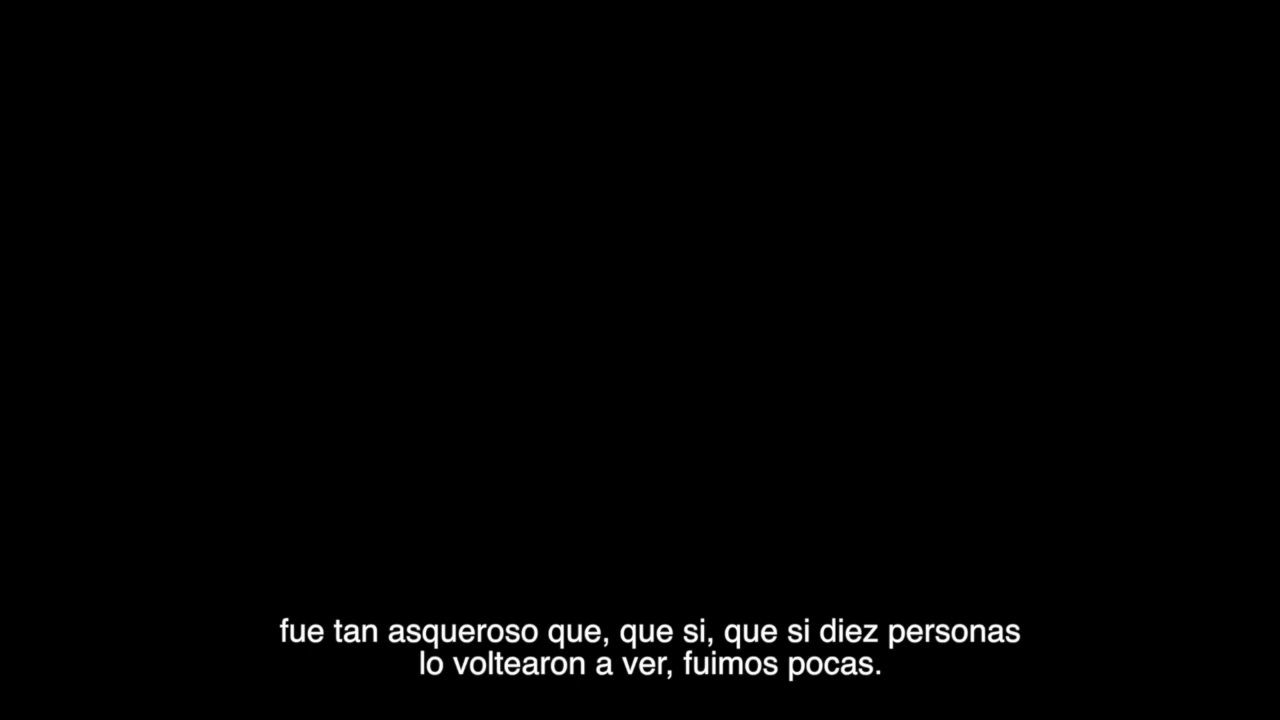 fue tan asqueroso que, que si, que si diez personas
lo voltearon a ver, fuimos pocas.